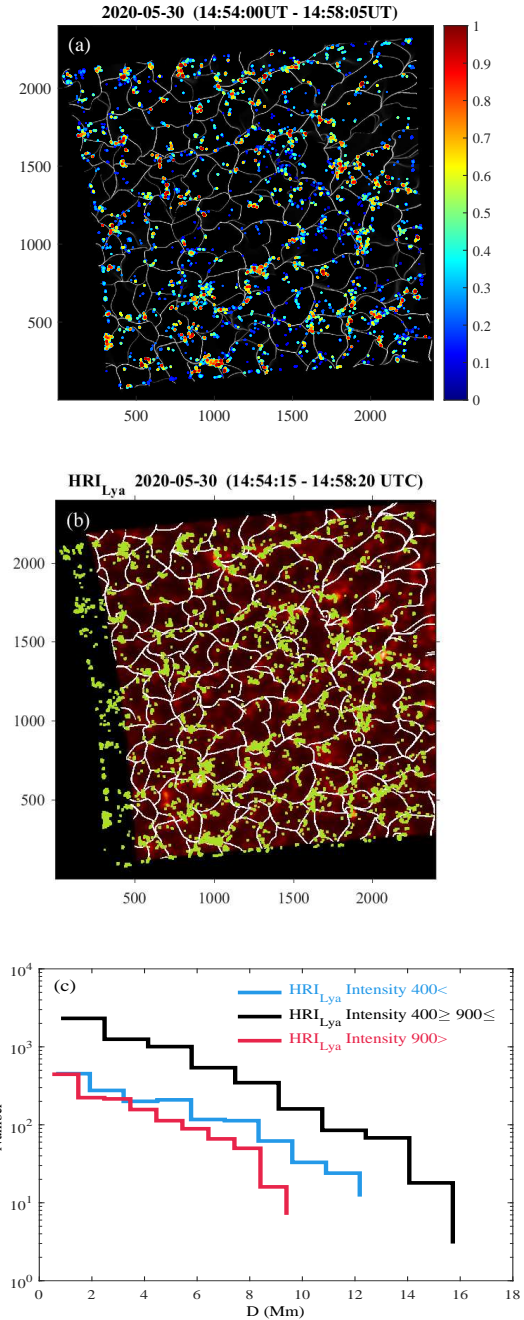 2020-05-30 (14:54:00UT - 14:58:05UT)
(a)
2000
1500
1000
500
500 1000 1500 2000
1
0.9
0.8
0.7
0.6
0.5
0.4
0.3
0.2
0.1
0
HRI_Lya 2020-05-30 (14:54:15 - 14:58:20 UTC)
(b)
2000
1500
1000
500
500 1000 1500 2000
(c)
HRI_Lya Intensity 400<
HRI_Lya Intensity 400≥ 900≤
HRI_Lya Intensity 900>
10^4
10^3
10^2
10^1
10^0
0 2 4 6 8 10 12 14 16 18
D (Mm)